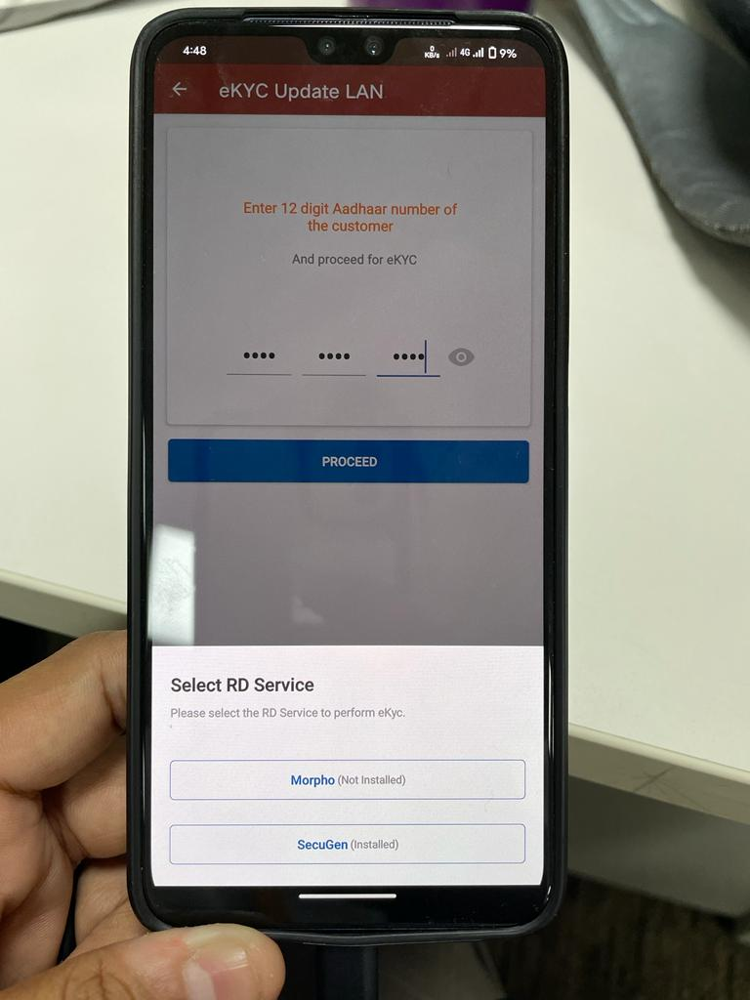 4:48 0 KB/s 4G 9%
eKYC Update LAN
Enter 12 digit Aadhaar number of
the customer
And proceed for eKYC
•••• •••• ••••
PROCEED
Select RD Service
Please select the RD Service to perform eKyc.
Morpho (Not Installed)
SecuGen (Installed)